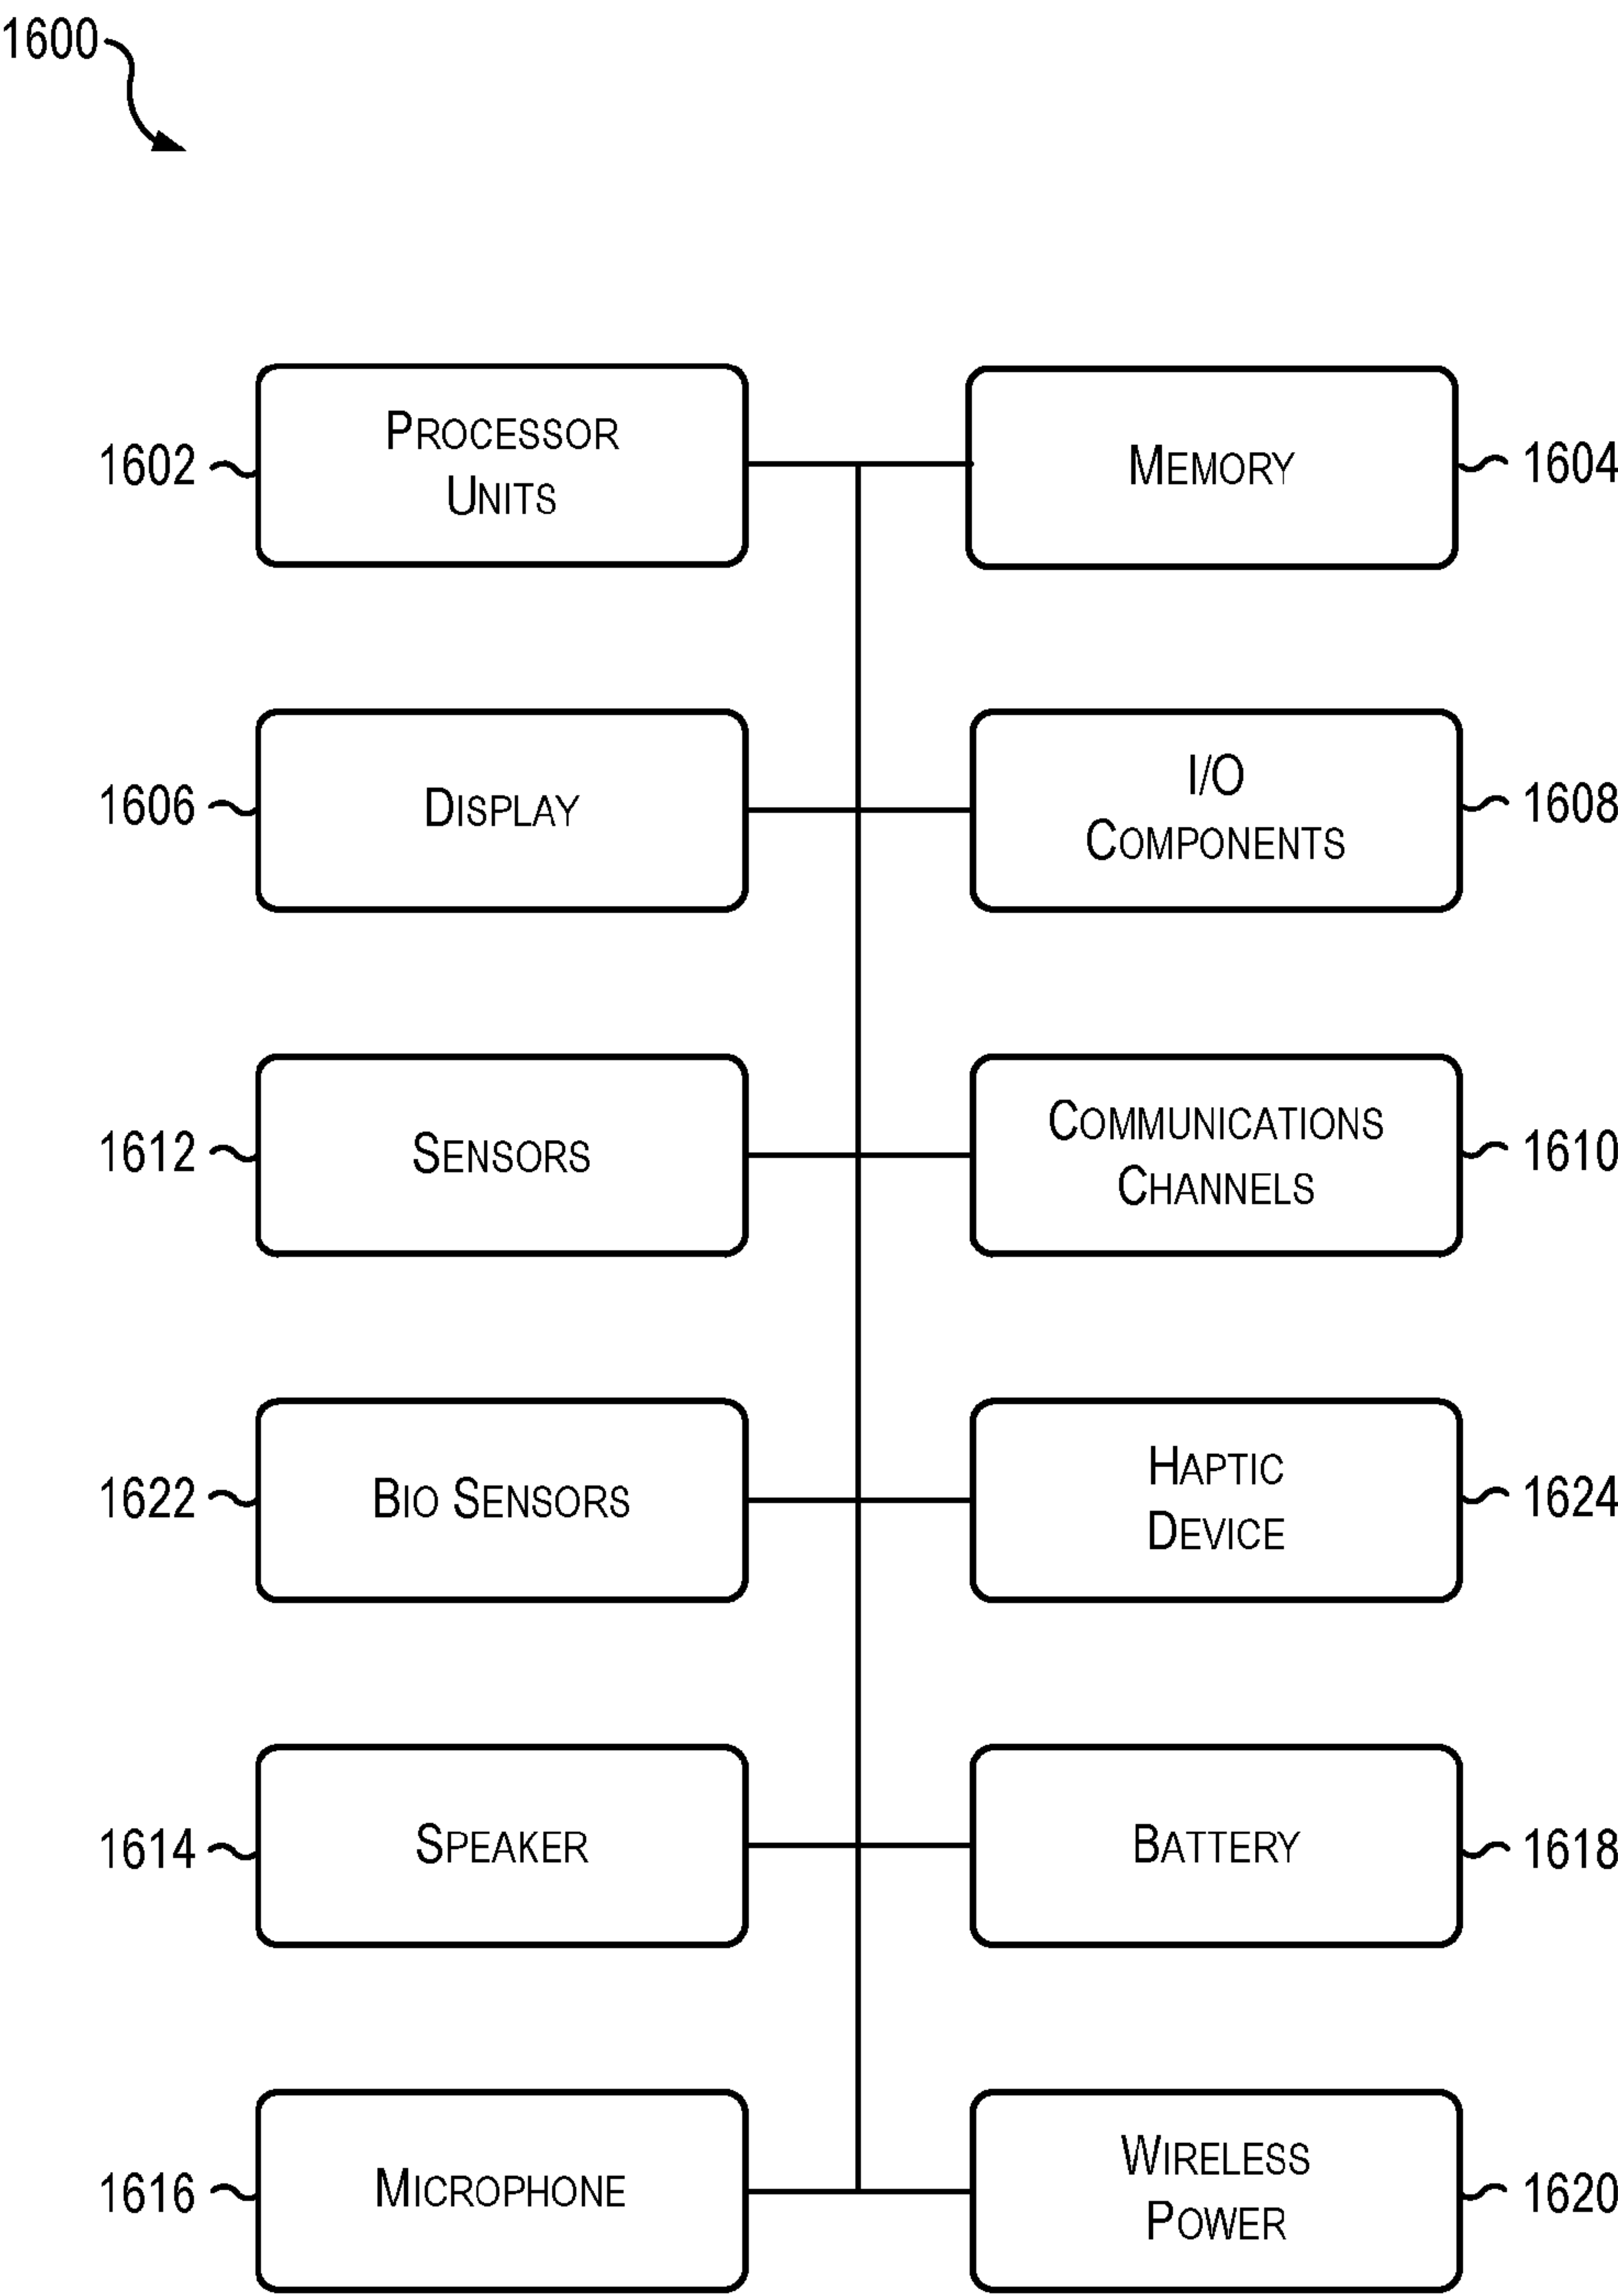 1600
1602
PROCESSOR
UNITS
MEMORY
1604
1606
DISPLAY
I/O
COMPONENTS
1608
1612
SENSORS
COMMUNICATIONS
CHANNELS
1610
1622
BIO SENSORS
HAPTIC
DEVICE
1624
1614
SPEAKER
BATTERY
1618
1616
MICROPHONE
WIRELESS
POWER
1620